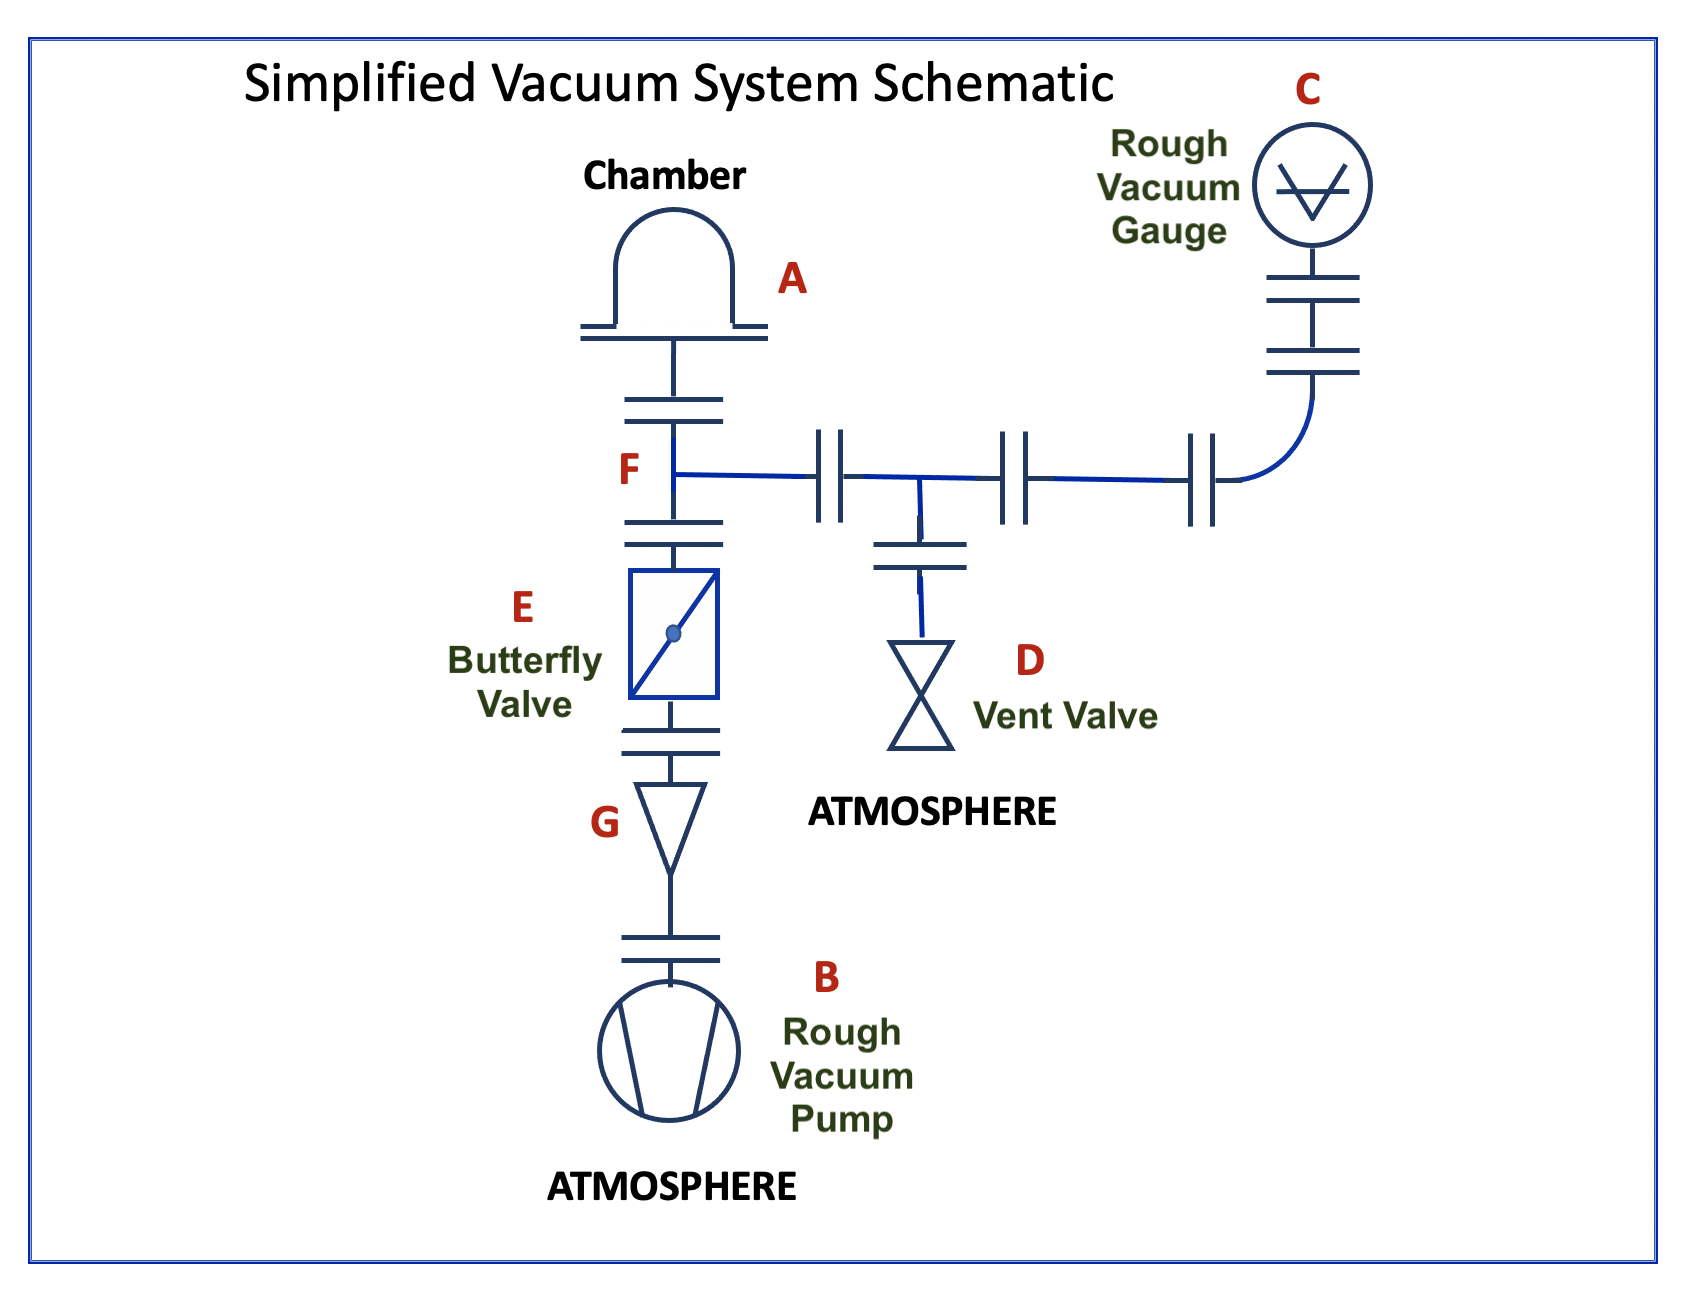 Simplified Vacuum System Schematic
C
Rough
Vacuum
Gauge
Chamber
A
F
E
Butterfly
Valve
D
Vent Valve
ATMOSPHERE
G
B
Rough
Vacuum
Pump
ATMOSPHERE